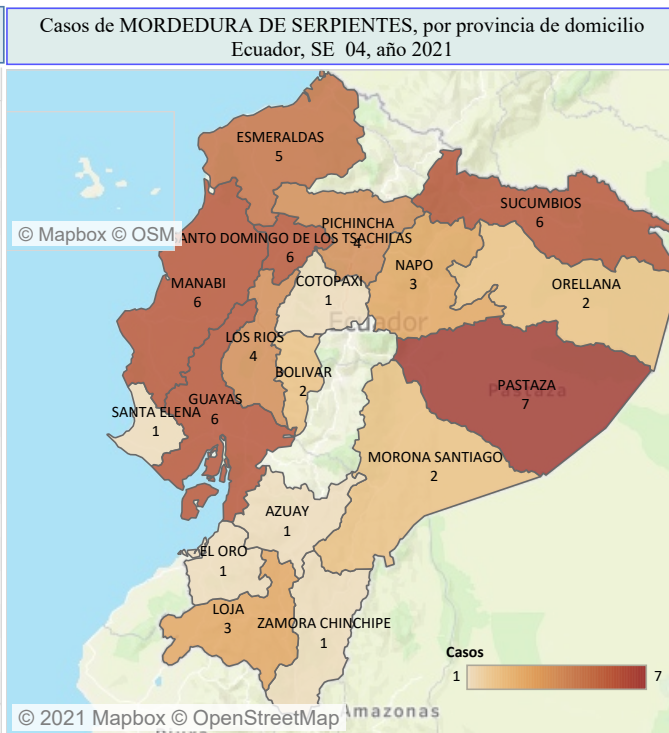 Casos de MORDEDURA DE SERPIENTES, por provincia de domicilio
Ecuador, SE 04, año 2021
ESMERALDAS
5
SUCUMBIOS
6
© Mapbox © OSM
PICHINCHA
4
ANTO DOMINGO DE LOS TSACHILAS
6
NAPO
3
MANABI
6
COTOPAXI
1
ORELLANA
2
Ecuador
LOS RIOS
4
BOLIVAR
2
Pastaza
PASTAZA
7
SANTA ELENA
1
GUAYAS
6
MORONA SANTIAGO
2
AZUAY
1
EL ORO
1
LOJA
3
ZAMORA CHINCHIPE
1
Casos
1 7
© 2021 Mapbox © OpenStreetMap
Amazonas